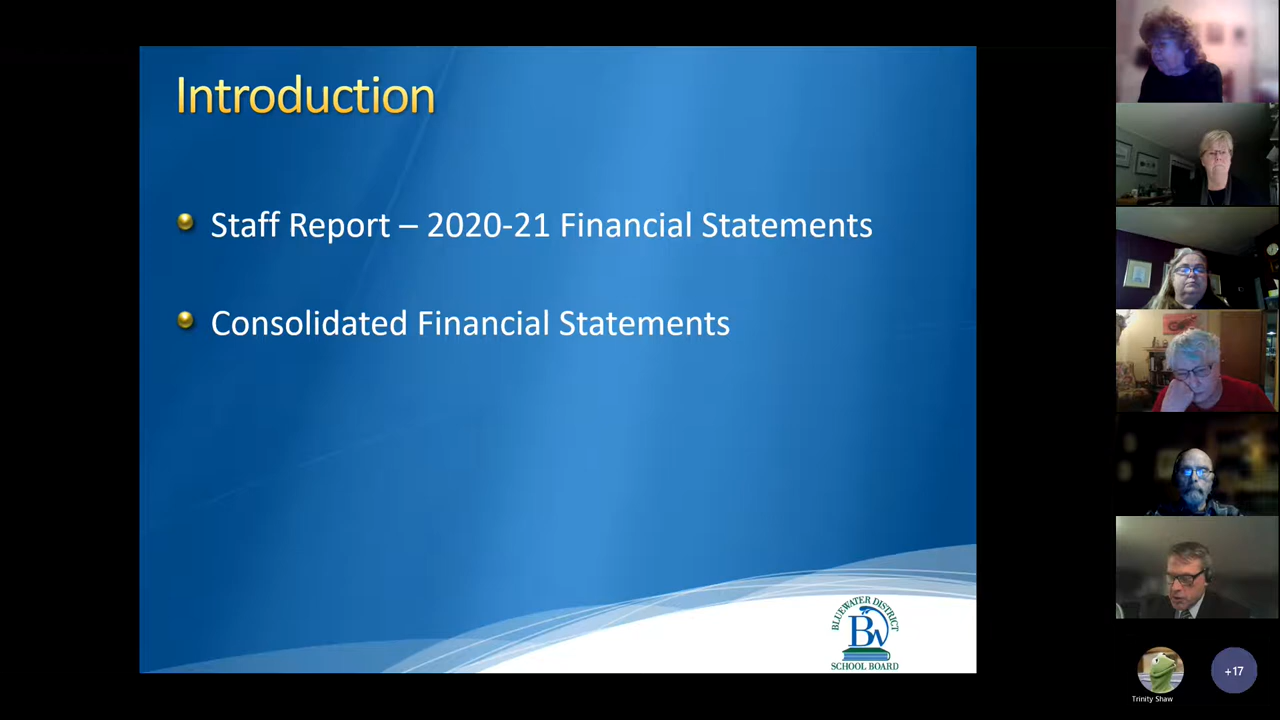 Introduction
Staff Report – 2020-21 Financial Statements
Consolidated Financial Statements
BLUEWATER DISTRICT
BW
SCHOOL BOARD
Trinity Shaw
+17